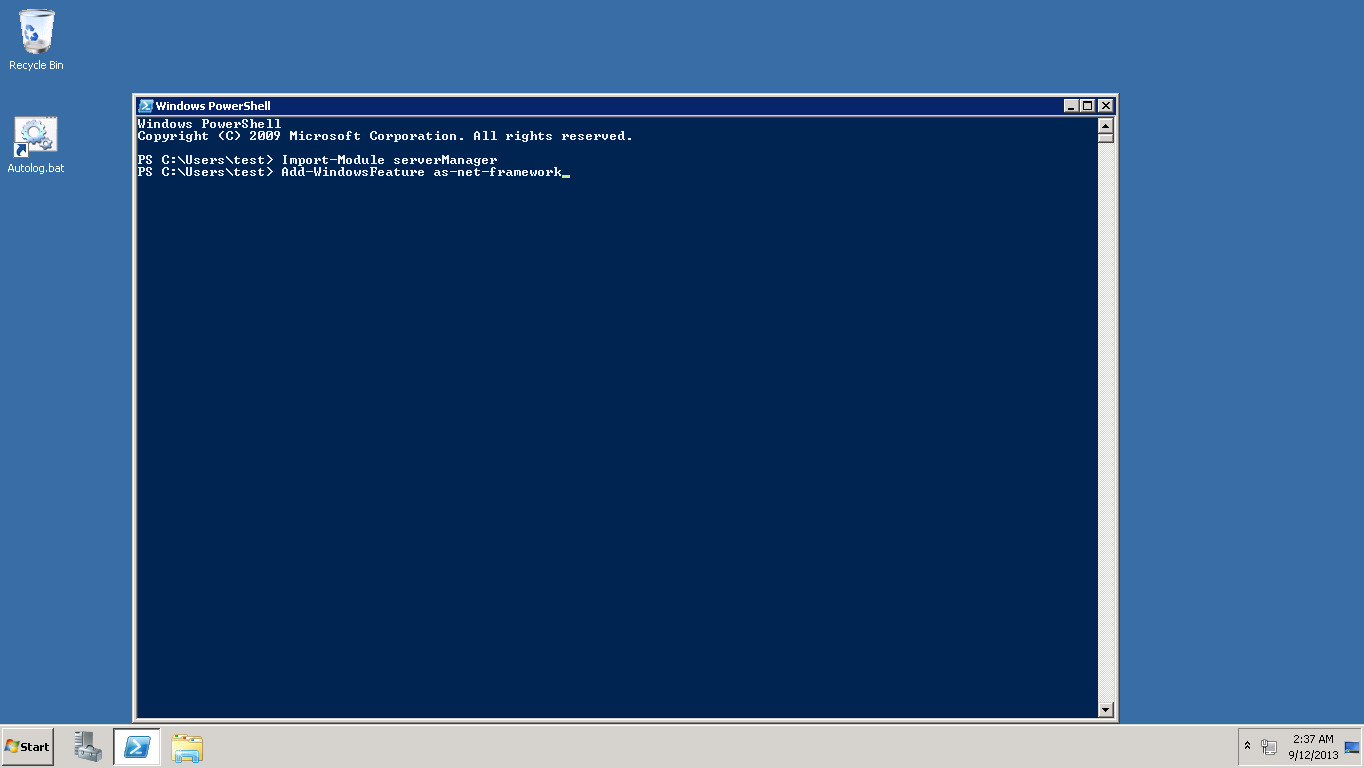 Recycle Bin
Autolog.bat
Windows PowerShell
Windows PowerShell
Copyright (C) 2009 Microsoft Corporation. All rights reserved.
PS C:\Users\test> Import-Module serverManager
PS C:\Users\test> Add-WindowsFeature as-net-framework_
Start
2:37 AM
9/12/2013